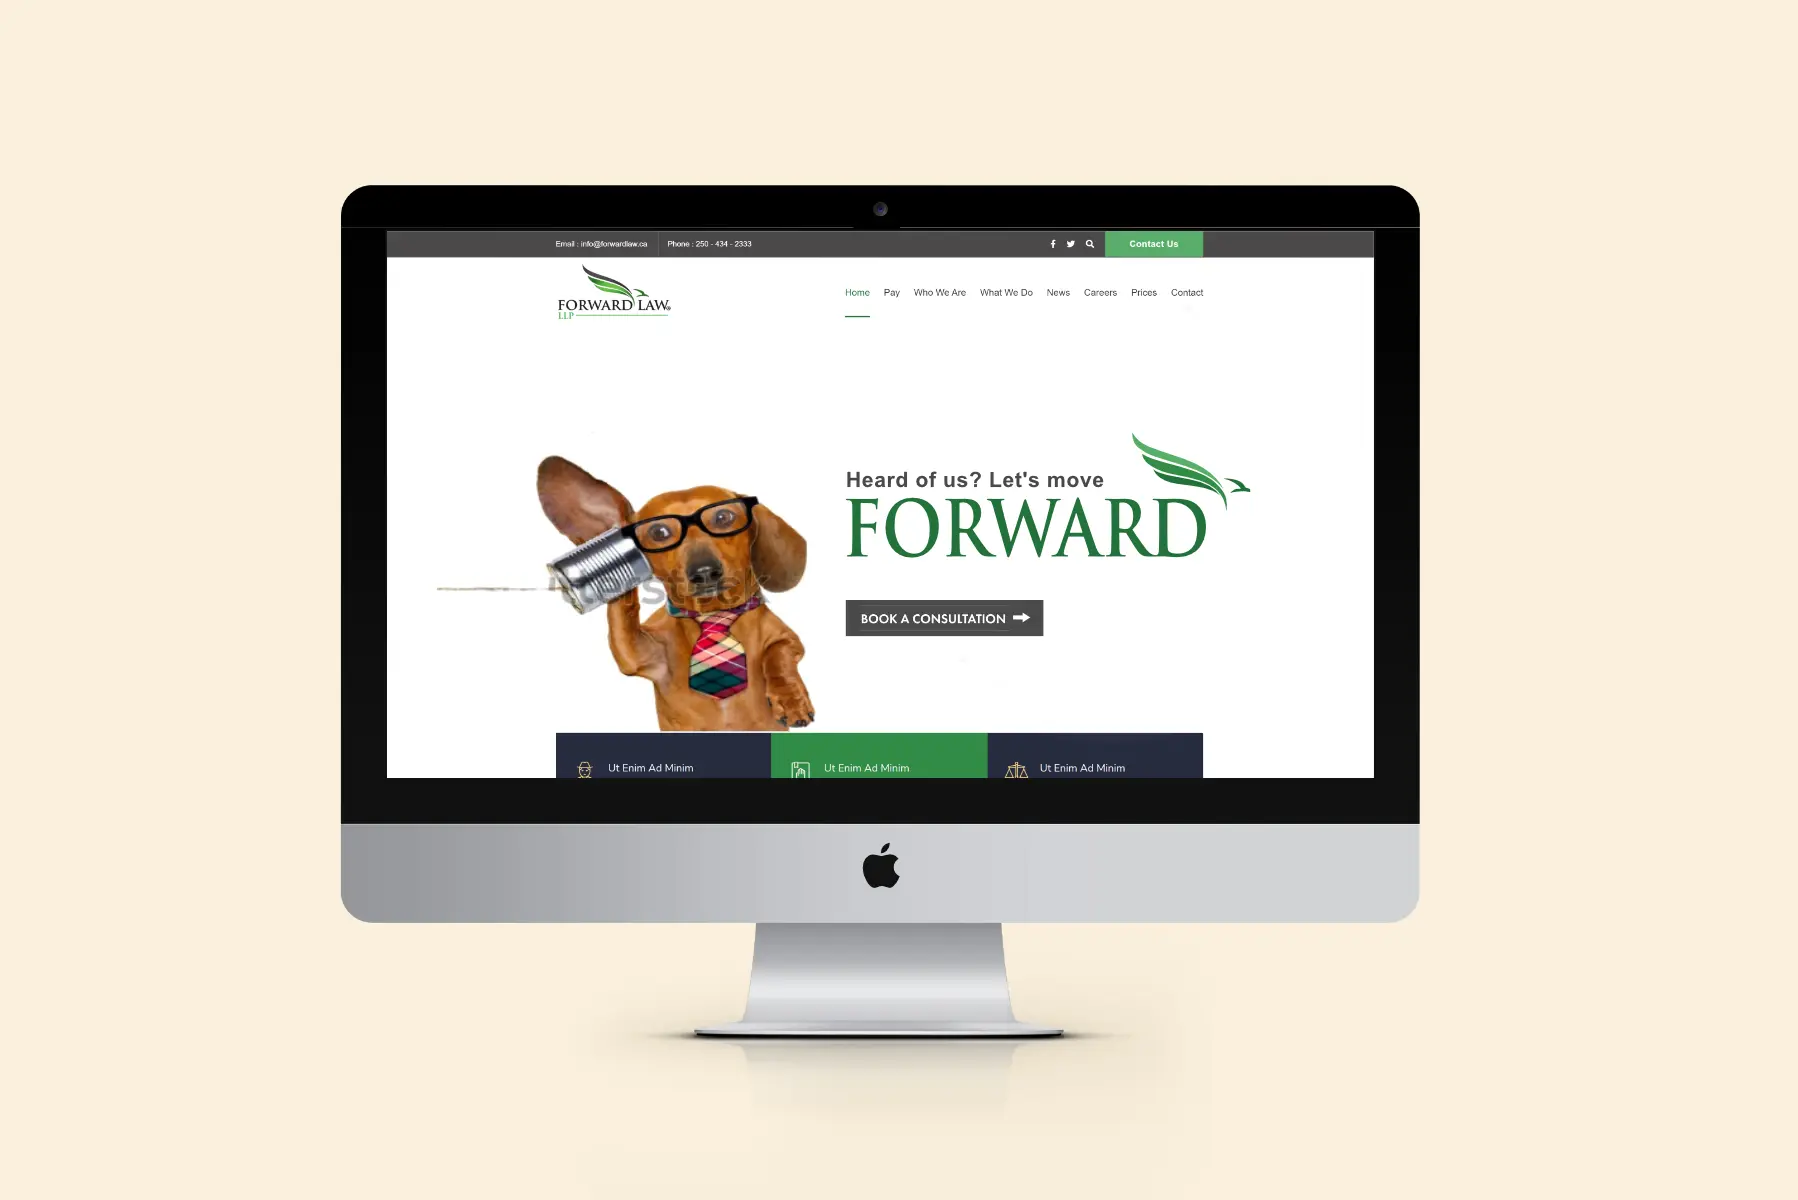 Email : info@forwardlaw.ca
Phone : 250 - 434 - 2333
Contact Us
FORWARD LAW®
LLP
Home
Pay
Who We Are
What We Do
News
Careers
Prices
Contact
Heard of us? Let's move
FORWARD
BOOK A CONSULTATION
Ut Enim Ad Minim
Ut Enim Ad Minim
Ut Enim Ad Minim